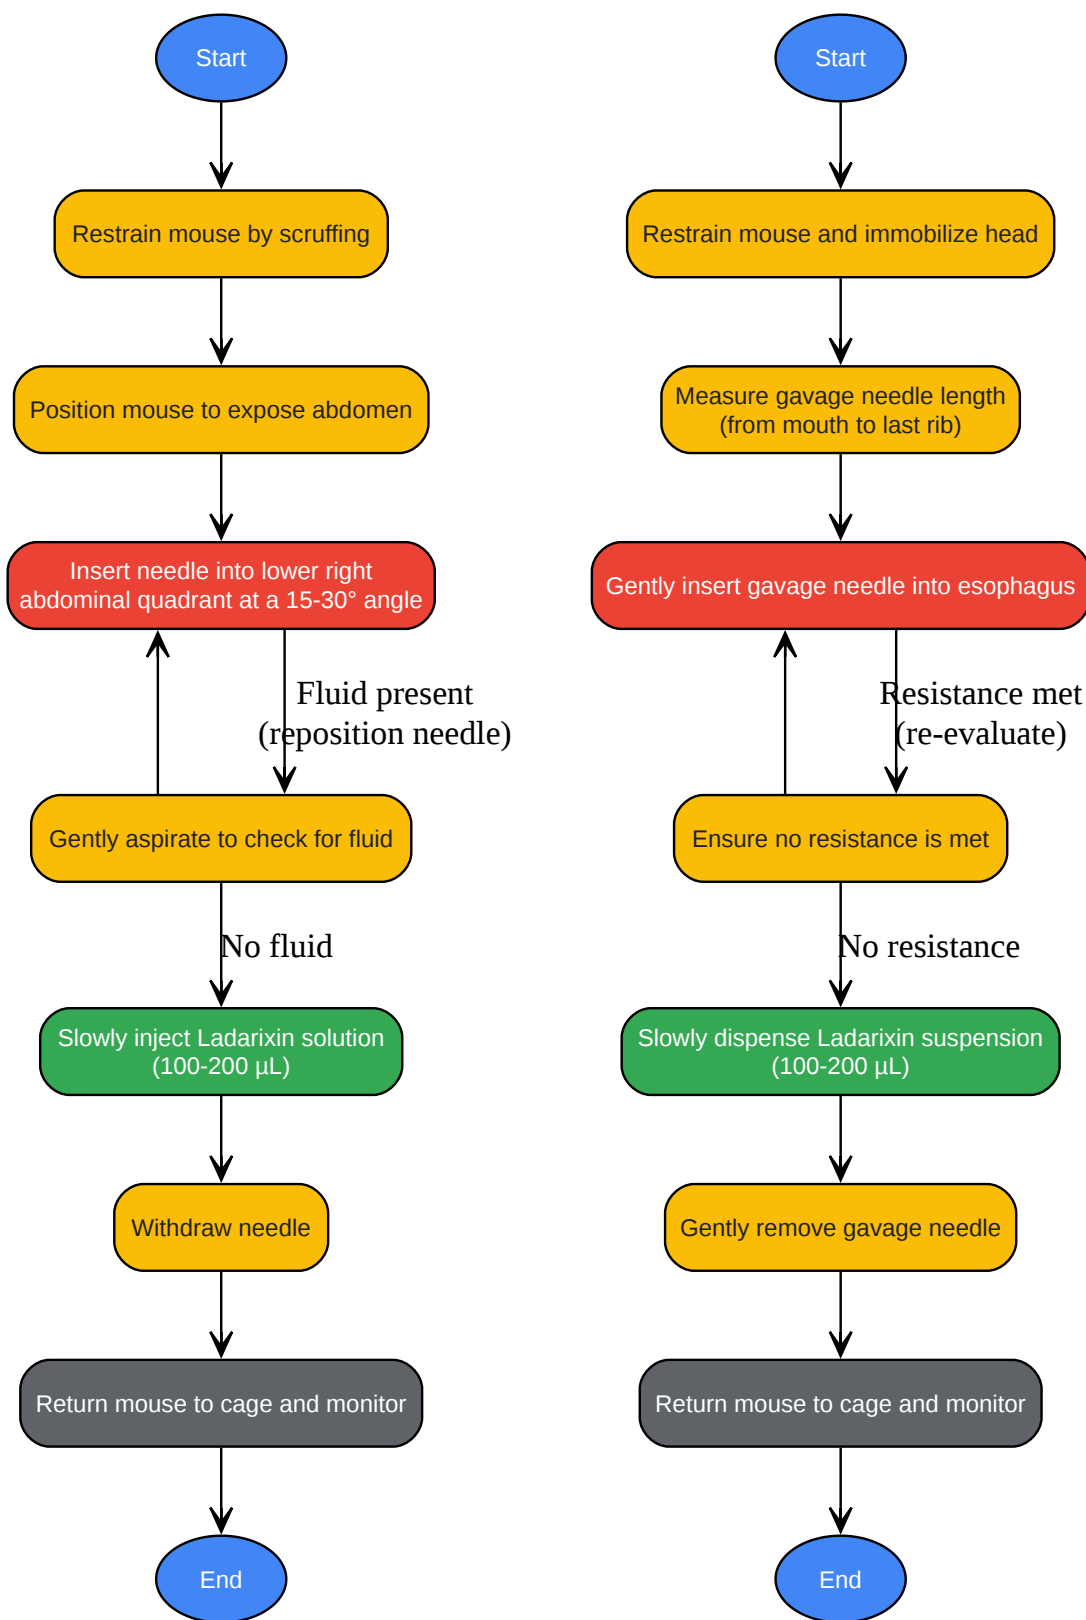 Start
Restrain mouse by scruffing
Position mouse to expose abdomen
Insert needle into lower right
abdominal quadrant at a 15-30° angle
Fluid present
(reposition needle)
Gently aspirate to check for fluid
No fluid
Slowly inject Ladarixin solution
(100-200 µL)
Withdraw needle
Return mouse to cage and monitor
End
Start
Restrain mouse and immobilize head
Measure gavage needle length
(from mouth to last rib)
Gently insert gavage needle into esophagus
Resistance met
(re-evaluate)
Ensure no resistance is met
No resistance
Slowly dispense Ladarixin suspension
(100-200 µL)
Gently remove gavage needle
Return mouse to cage and monitor
End